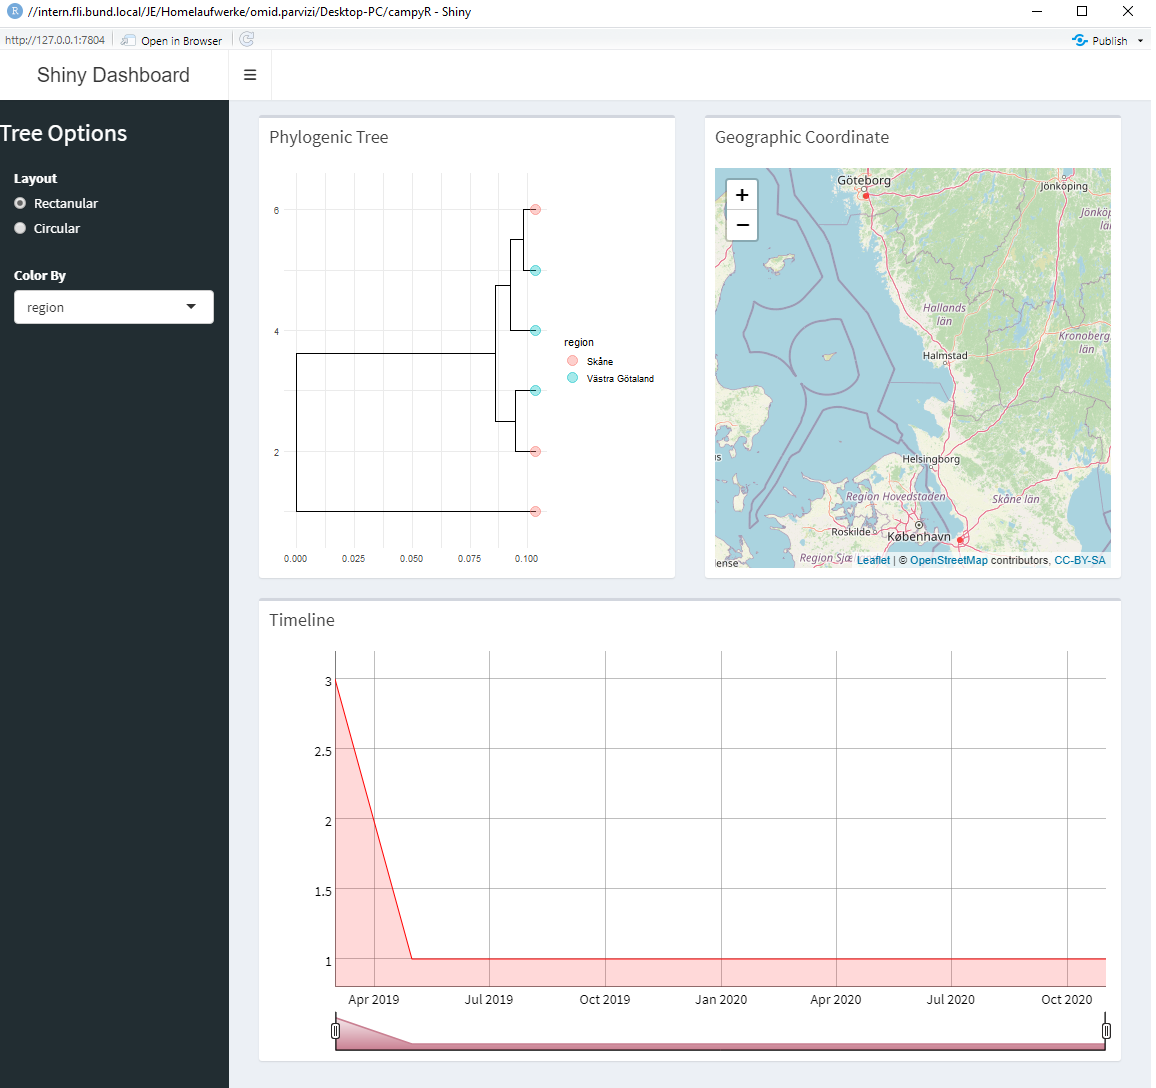 //intern.fli.bund.local/JE/Homelaufwerke/omid.parvizi/Desktop-PC/campyR - Shiny
http://127.0.0.1:7804
Open in Browser
Publish
Shiny Dashboard
Tree Options
Layout
Rectanular
Circular
Color By
region
Phylogenic Tree
6
4
2
0.000 0.025 0.050 0.075 0.100
region
Skåne
Västra Götaland
Geographic Coordinate
+
−
Göteborg
Jönköping
Jönköp
lä
Hallands
län
Kronoberg
län
Halmstad
Helsingborg
Region Hovedstaden
Skåne län
Roskilde
København
Region Sjæ
ense
Leaflet | © OpenStreetMap contributors, CC-BY-SA
Timeline
3
2.5
2
1.5
1
Apr 2019 Jul 2019 Oct 2019 Jan 2020 Apr 2020 Jul 2020 Oct 2020